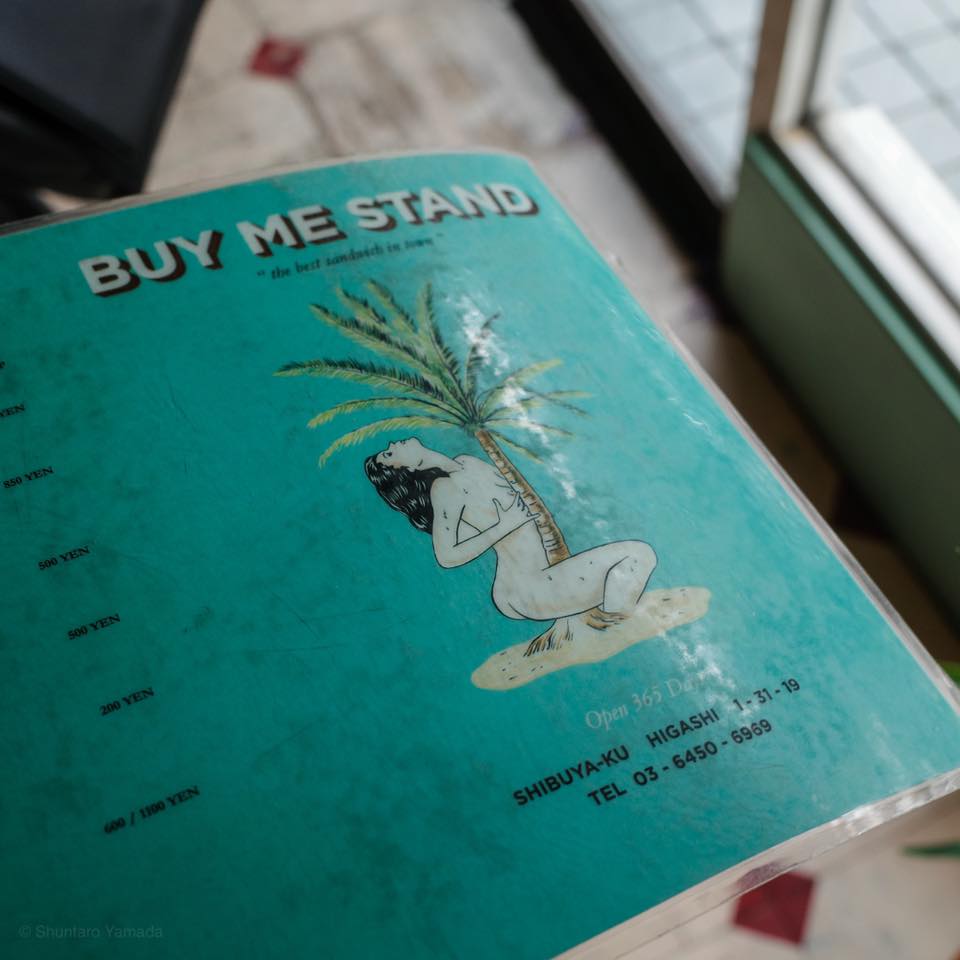 BUY ME STAND
" the best sandwich in town "
YEN
850 YEN
500 YEN
500 YEN
200 YEN
600 / 1100 YEN
Open 365 Days
SHIBUYA-KU HIGASHI 1-31-19
TEL 03-6450-6969
© Shuntaro Yamada